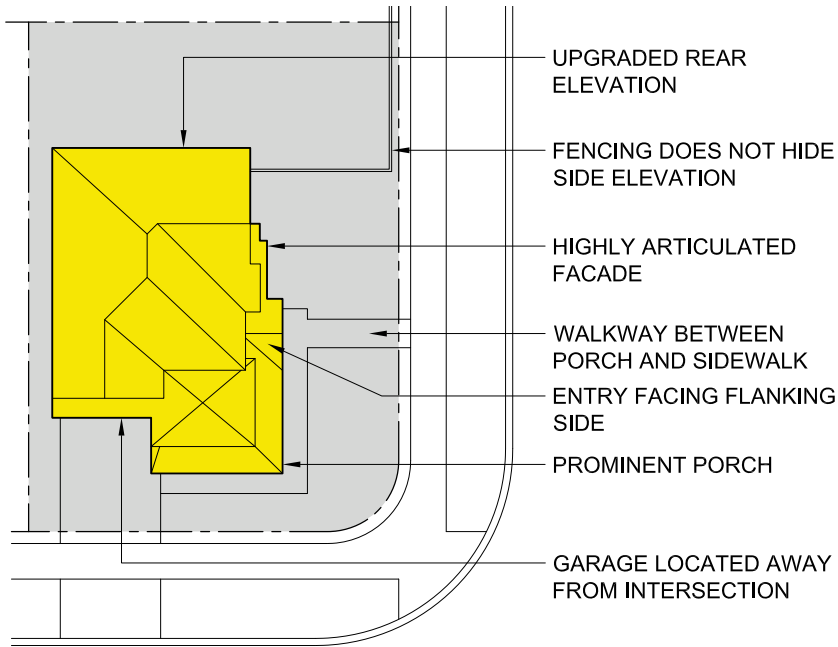 UPGRADED REAR
ELEVATION
FENCING DOES NOT HIDE
SIDE ELEVATION
HIGHLY ARTICULATED
FACADE
WALKWAY BETWEEN
PORCH AND SIDEWALK
ENTRY FACING FLANKING
SIDE
PROMINENT PORCH
GARAGE LOCATED AWAY
FROM INTERSECTION